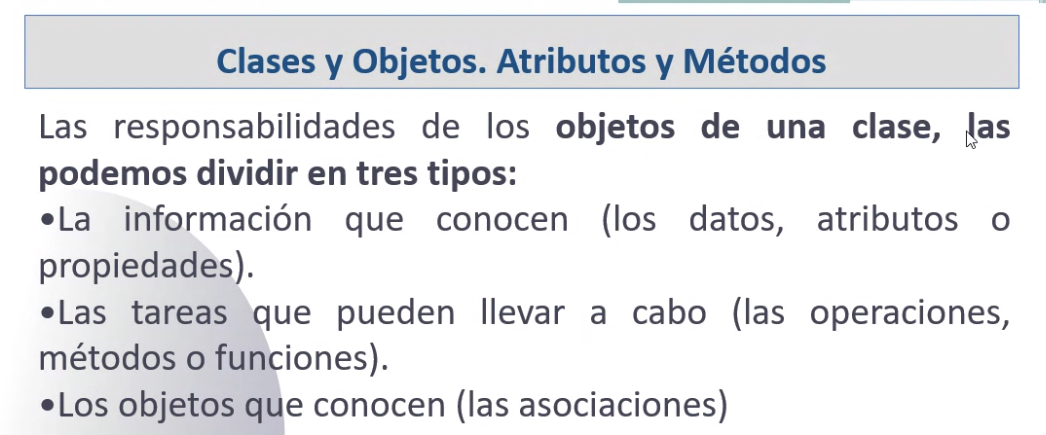 Clases y Objetos. Atributos y Métodos
Las responsabilidades de los objetos de una clase, las
podemos dividir en tres tipos:
•La información que conocen (los datos, atributos o
propiedades).
•Las tareas que pueden llevar a cabo (las operaciones,
métodos o funciones).
•Los objetos que conocen (las asociaciones)